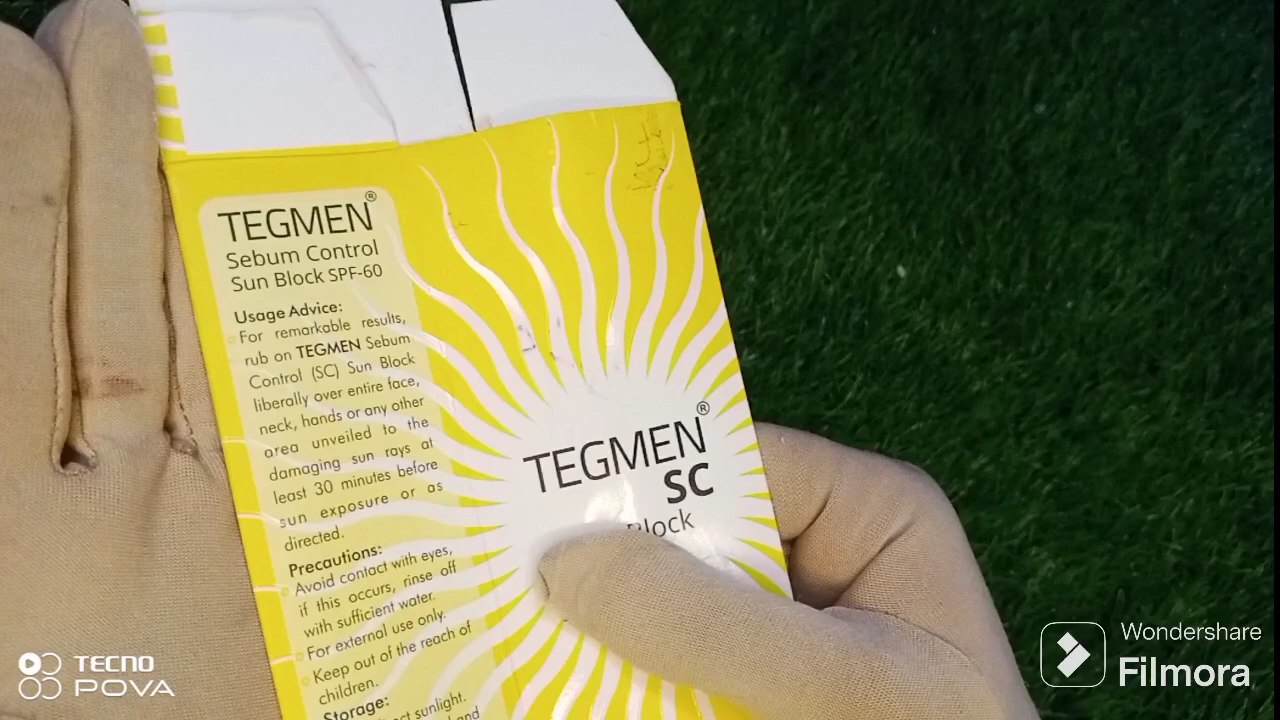 TEGMEN®
Sebum Control
Sun Block SPF-60
Usage Advice:
For remarkable results,
rub on TEGMEN Sebum
Control (SC) Sun Block
liberally over entire face,
neck, hands or any other
area unveiled to the
damaging sun rays at
least 30 minutes before
sun exposure or as
directed.
Precautions:
Avoid contact with eyes,
if this occurs, rinse off
with sufficient water.
For external use only.
Keep out of the reach of
children.
Storage:
sunlight.
and
TEGMEN®
SC
Block
TECNO
POVA
Wondershare
Filmora